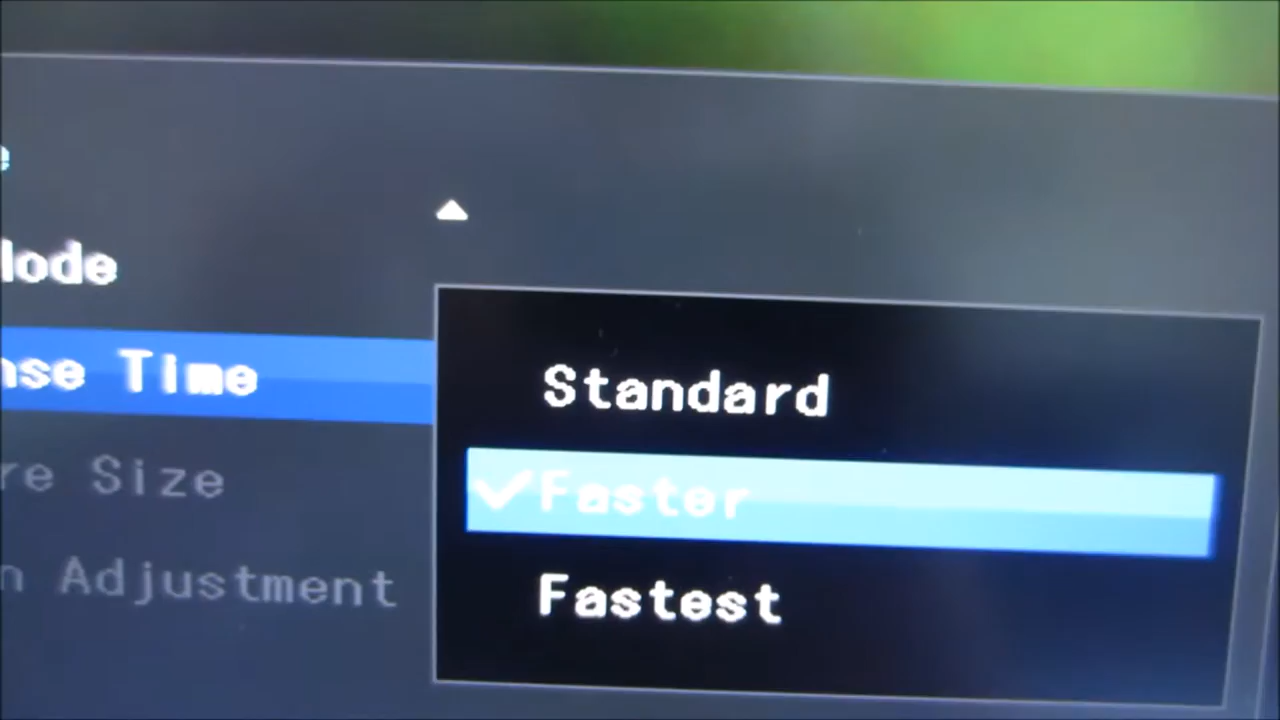 e
lode
nse Time
re Size
n Adjustment
Standard
✓Faster
Fastest